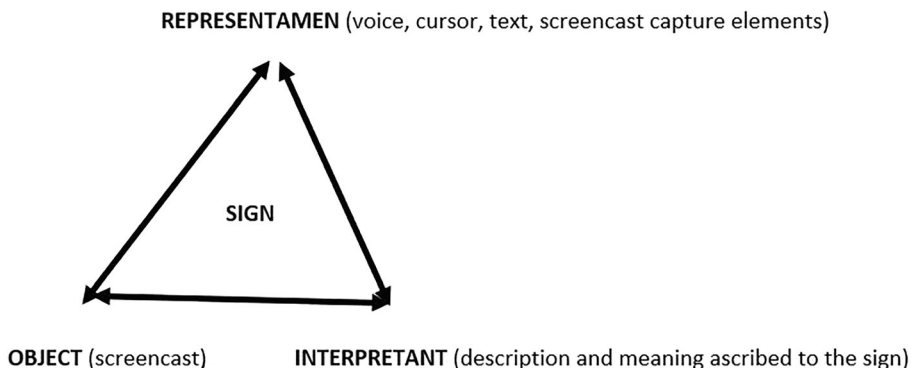 REPRESENTAMEN (voice, cursor, text, screencast capture elements)
SIGN
OBJECT (screencast)
INTERPRETANT (description and meaning ascribed to the sign)